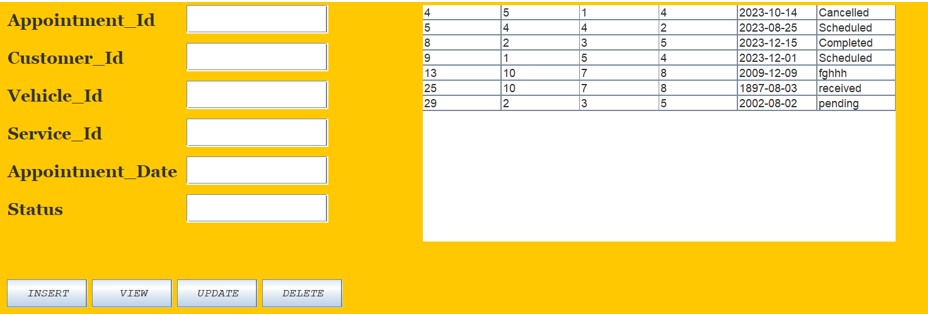 Appointment_Id
Customer_Id
Vehicle_Id
Service_Id
Appointment_Date
Status
4 5 1 4 2023-10-14 Cancelled
5 4 4 2 2023-08-25 Scheduled
8 2 3 5 2023-12-15 Completed
9 1 5 4 2023-12-01 Scheduled
13 10 7 8 2009-12-09 fghhh
25 10 7 8 1897-08-03 received
29 2 3 5 2002-08-02 pending
INSERT VIEW UPDATE DELETE